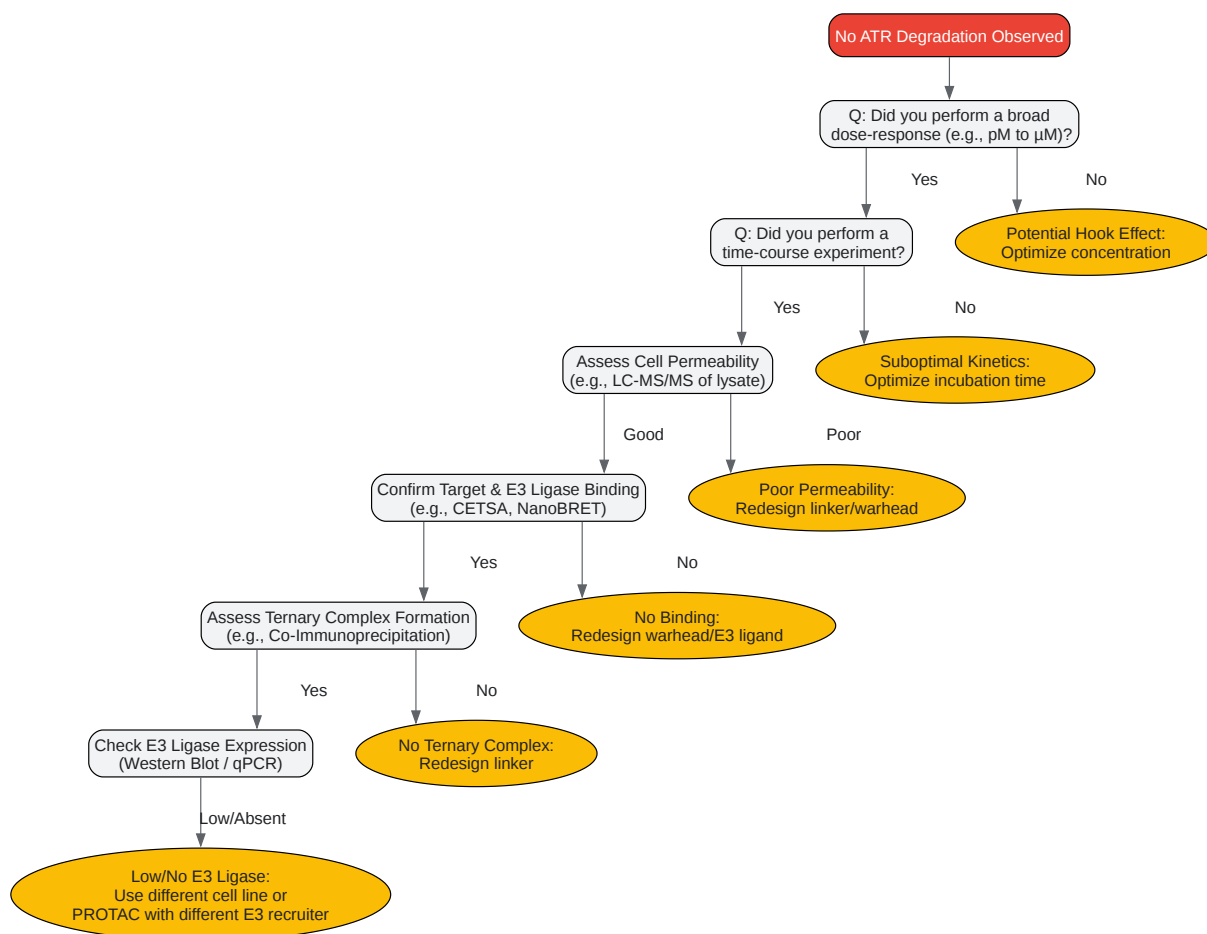 No ATR Degradation Observed
Q: Did you perform a broad
dose-response (e.g., pM to µM)?
Yes
No
Q: Did you perform a
time-course experiment?
Potential Hook Effect:
Optimize concentration
Yes
No
Assess Cell Permeability
(e.g., LC-MS/MS of lysate)
Suboptimal Kinetics:
Optimize incubation time
Good
Poor
Confirm Target & E3 Ligase Binding
(e.g., CETSA, NanoBRET)
Poor Permeability:
Redesign linker/warhead
Yes
No
Assess Ternary Complex Formation
(e.g., Co-Immunoprecipitation)
No Binding:
Redesign warhead/E3 ligand
Yes
No
Check E3 Ligase Expression
(Western Blot / qPCR)
No Ternary Complex:
Redesign linker
Low/Absent
Low/No E3 Ligase:
Use different cell line or
PROTAC with different E3 recruiter